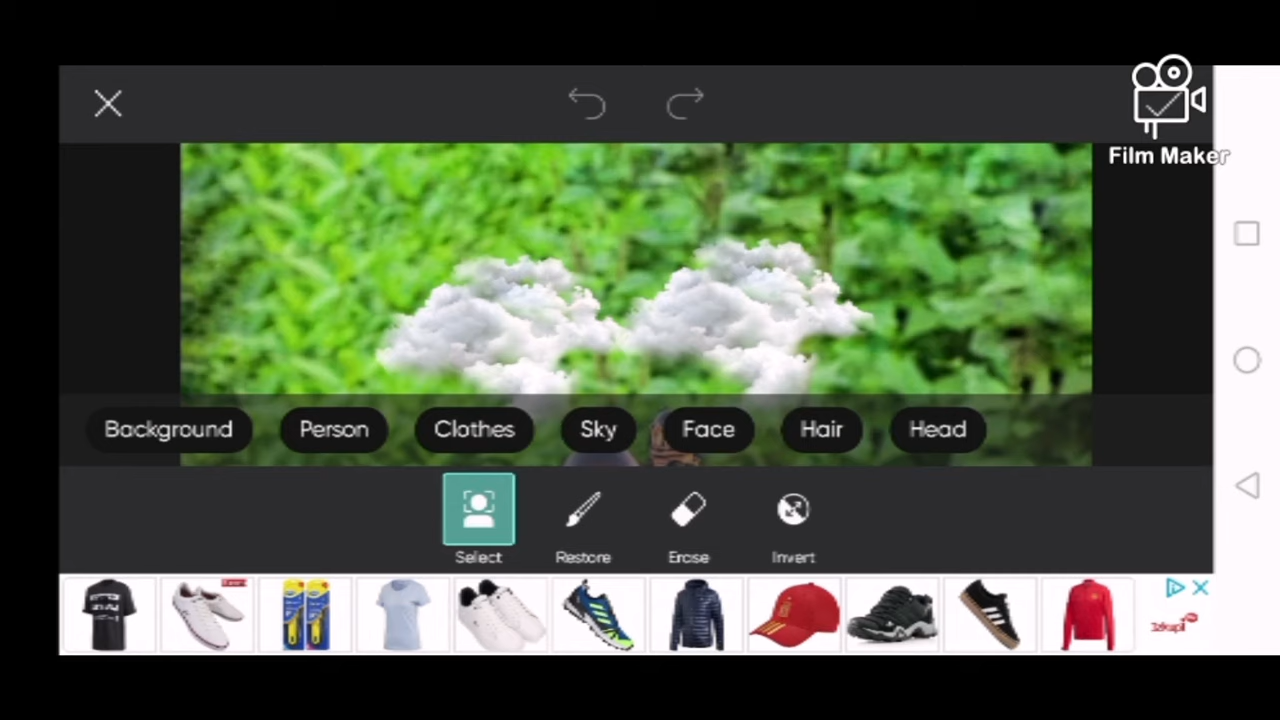 Film Maker
Background Person Clothes Sky Face Hair Head
Select Restore Erase Invert